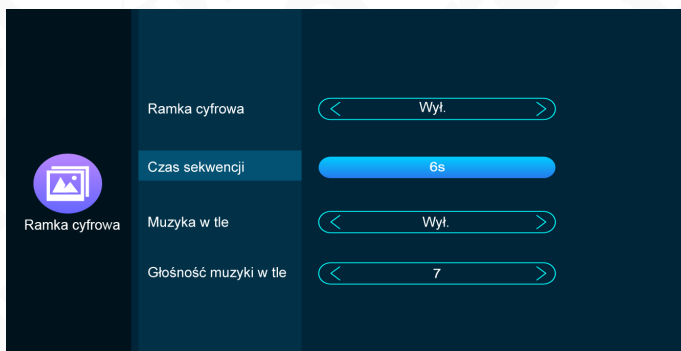 Ramka cyfrowa
Wył.
Czas sekwencji
6s
Ramka cyfrowa
Muzyka w tle
Wył.
Głośność muzyki w tle
7